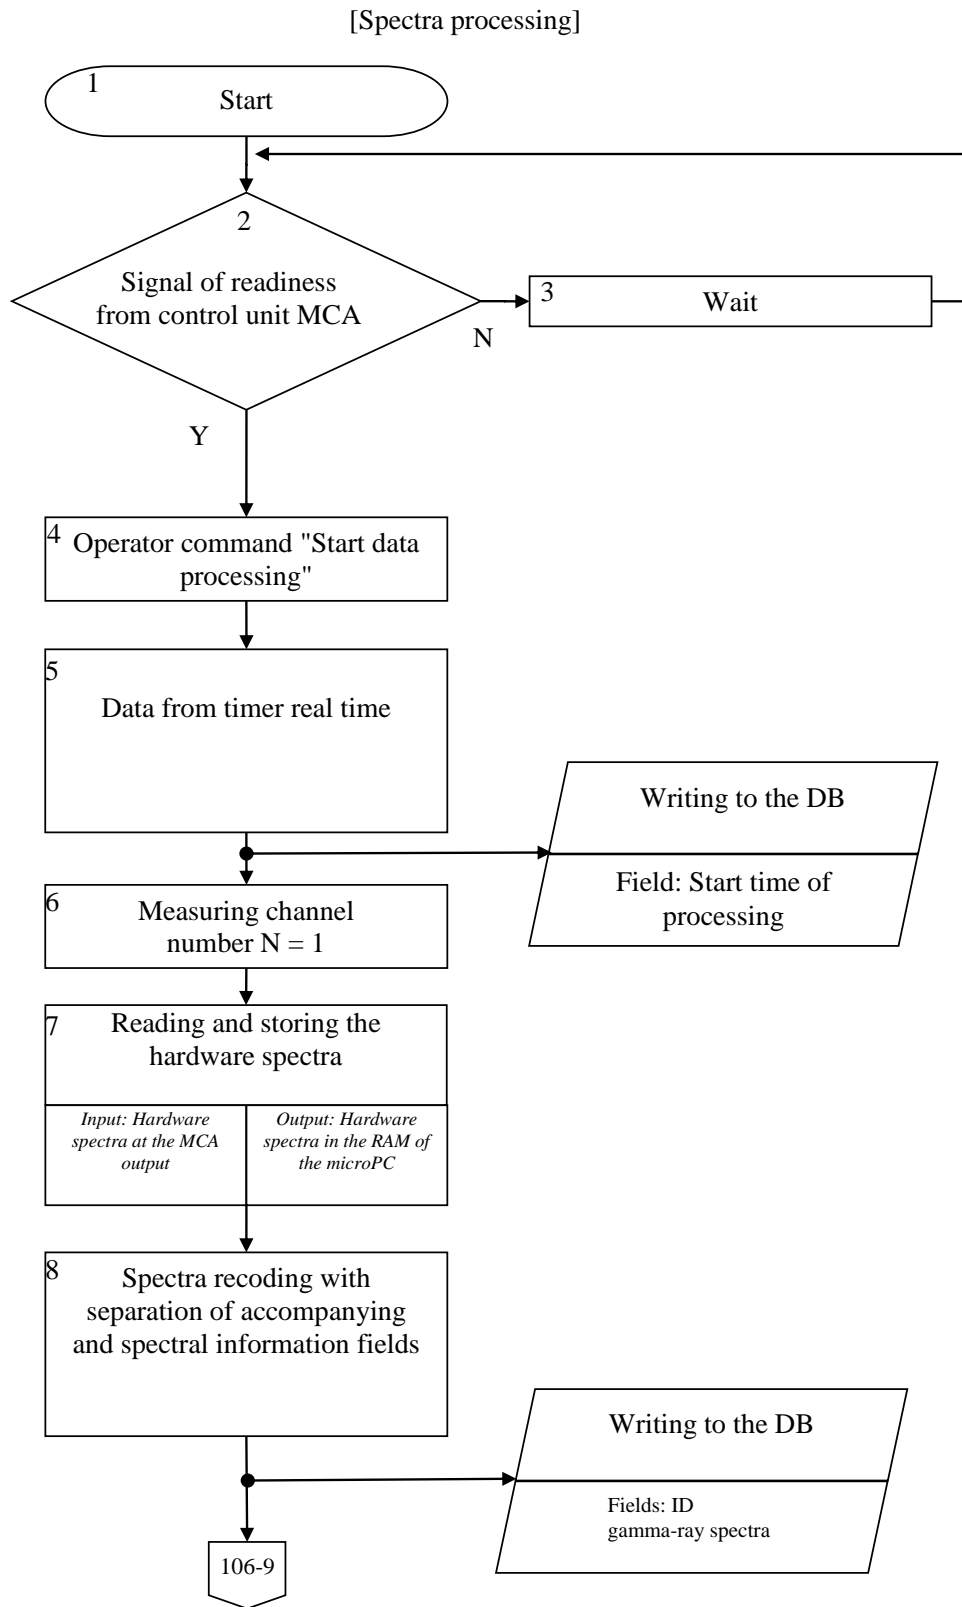 [Spectra processing]
1
Start
2
Signal of readiness
from control unit MCA
N
3
Wait
Y
4
Operator command "Start data
processing"
5
Data from timer real time
Writing to the DB
Field: Start time of
processing
6
Measuring channel
number N = 1
7
Reading and storing the
hardware spectra
Input: Hardware
spectra at the MCA
output
Output: Hardware
spectra in the RAM of
the microPC
8
Spectra recoding with
separation of accompanying
and spectral information fields
Writing to the DB
Fields: ID
gamma-ray spectra
106-9